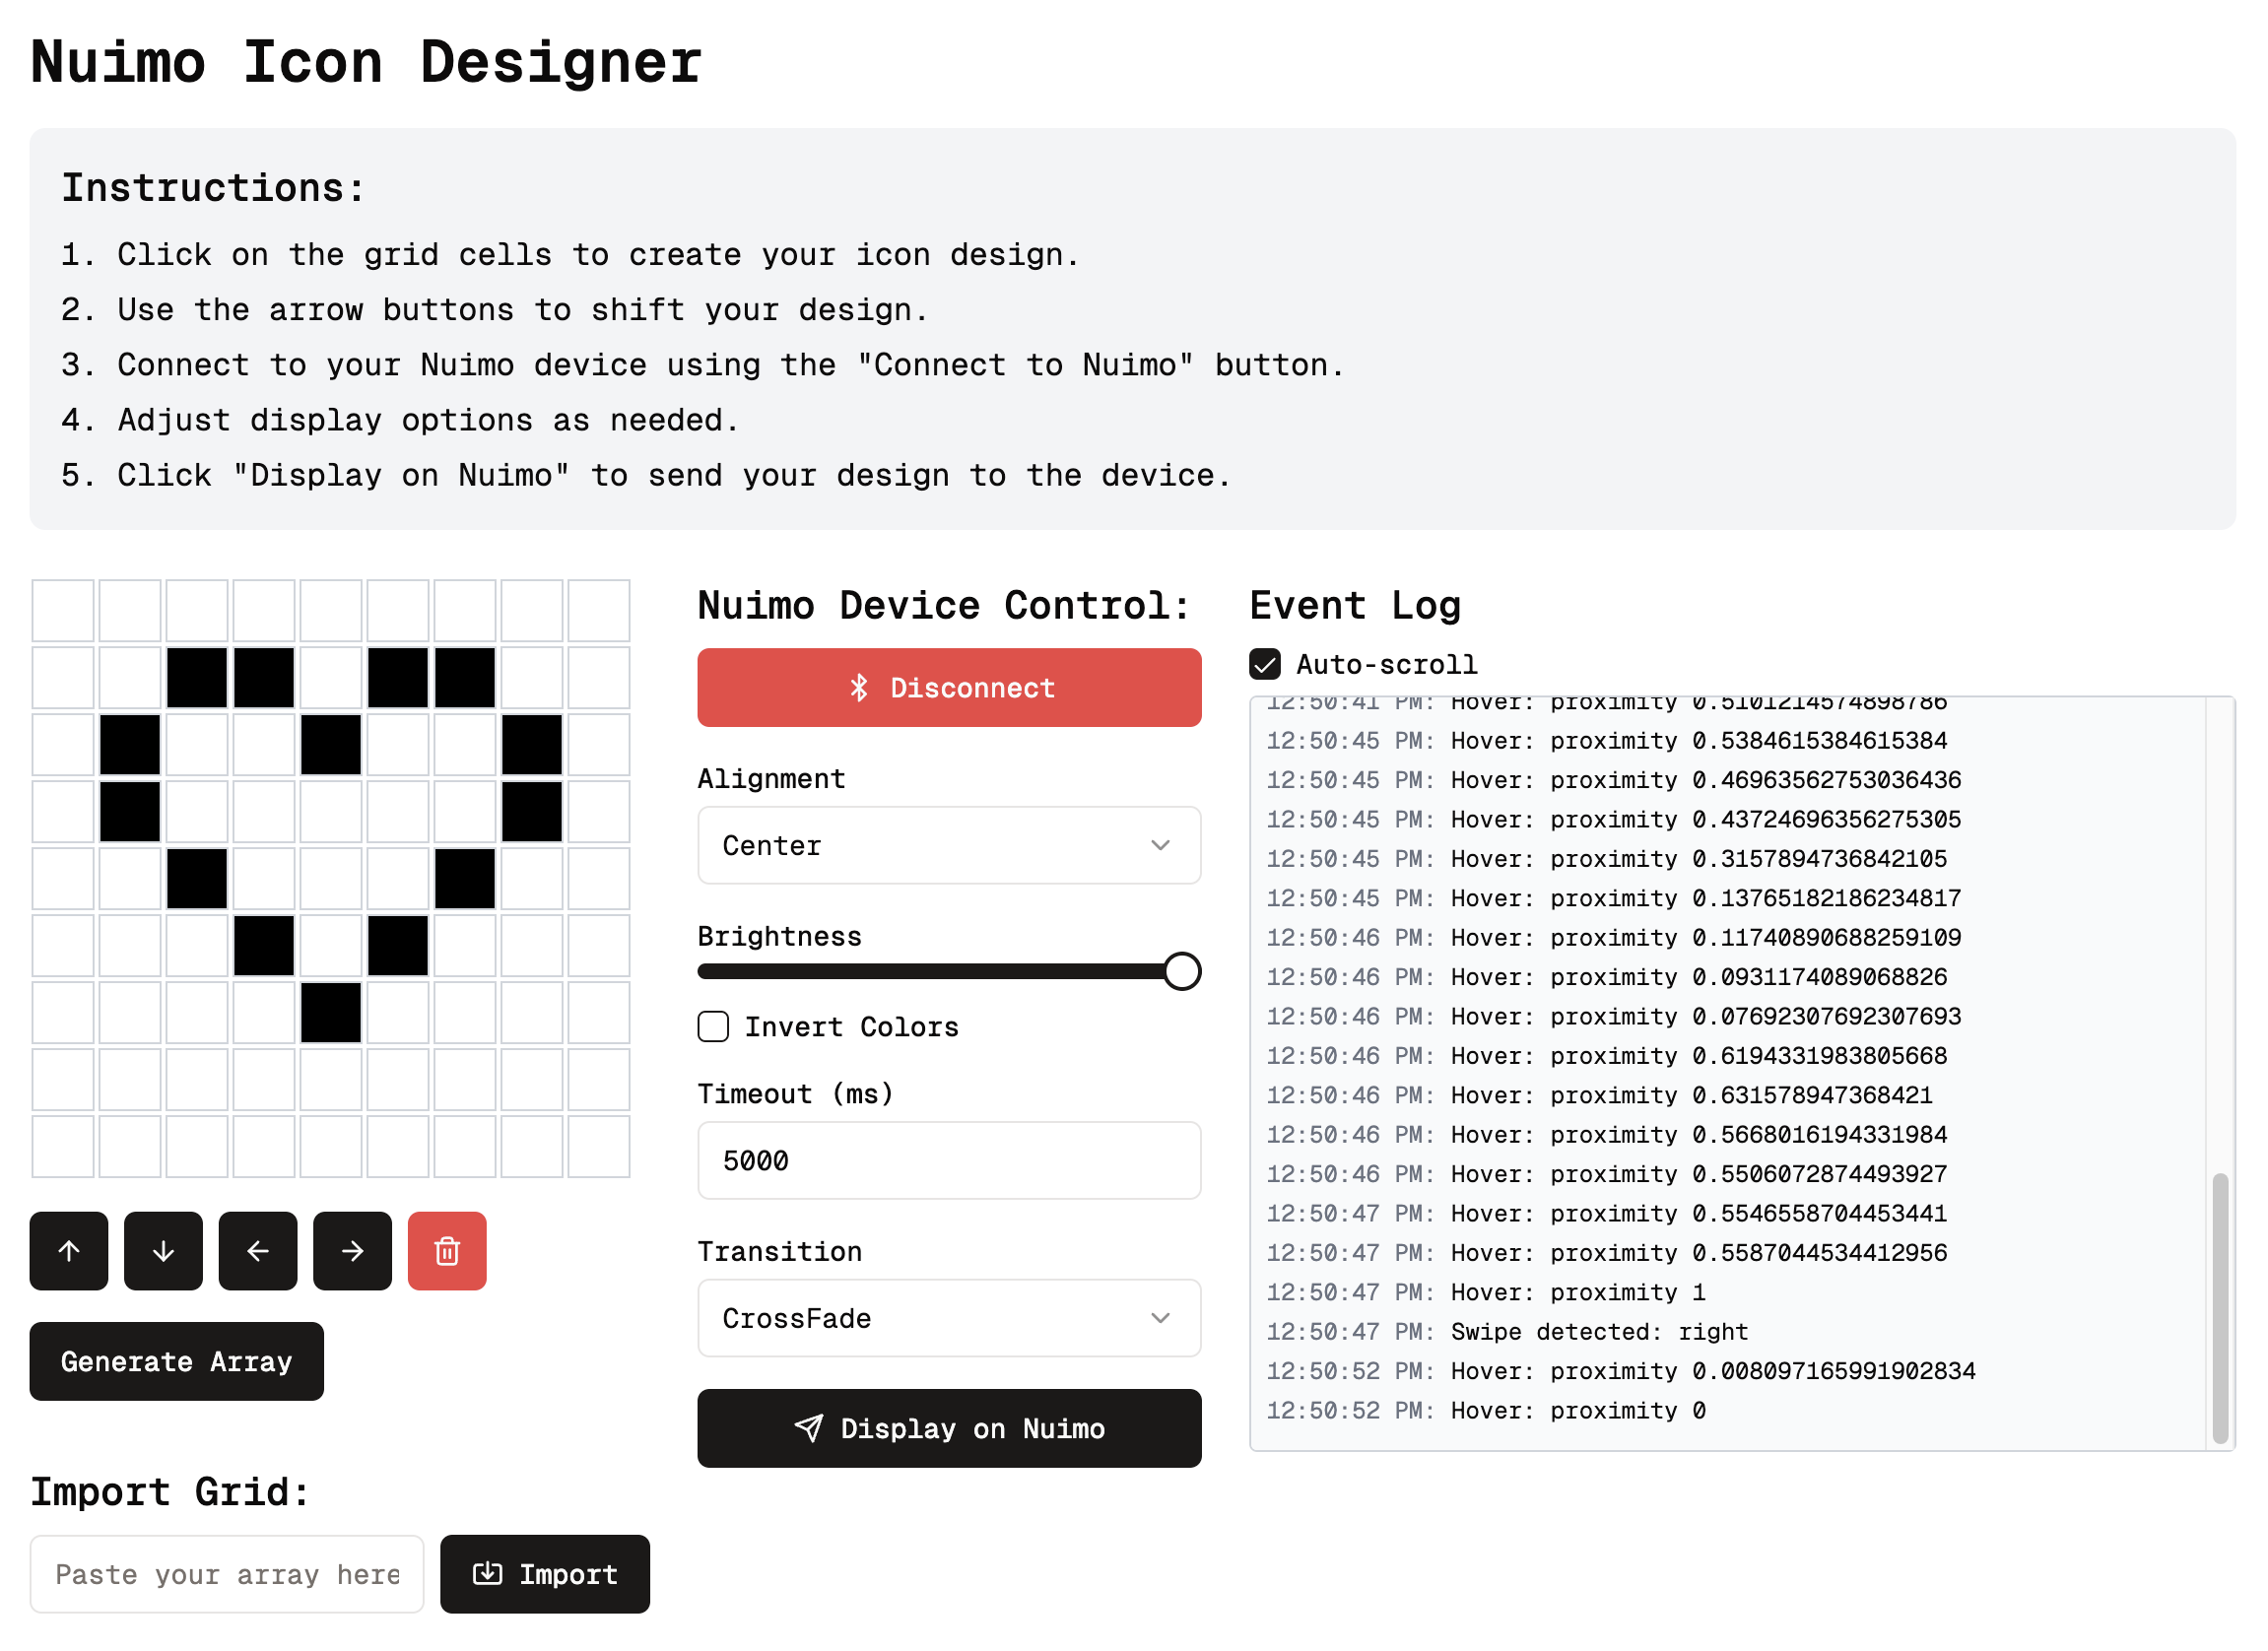 Nuimo Icon Designer
Instructions:
1. Click on the grid cells to create your icon design.
2. Use the arrow buttons to shift your design.
3. Connect to your Nuimo device using the "Connect to Nuimo" button.
4. Adjust display options as needed.
5. Click "Display on Nuimo" to send your design to the device.
Generate Array
Import Grid:
Paste your array here
Import
Nuimo Device Control:
Disconnect
Alignment
Center
Brightness
Invert Colors
Timeout (ms)
5000
Transition
CrossFade
Display on Nuimo
Event Log
Auto-scroll
12:50:41 PM: Hover: proximity 0.5101214574898786
12:50:45 PM: Hover: proximity 0.5384615384615384
12:50:45 PM: Hover: proximity 0.46963562753036436
12:50:45 PM: Hover: proximity 0.43724696356275305
12:50:45 PM: Hover: proximity 0.3157894736842105
12:50:45 PM: Hover: proximity 0.13765182186234817
12:50:46 PM: Hover: proximity 0.11740890688259109
12:50:46 PM: Hover: proximity 0.0931174089068826
12:50:46 PM: Hover: proximity 0.07692307692307693
12:50:46 PM: Hover: proximity 0.6194331983805668
12:50:46 PM: Hover: proximity 0.631578947368421
12:50:46 PM: Hover: proximity 0.5668016194331984
12:50:46 PM: Hover: proximity 0.5506072874493927
12:50:47 PM: Hover: proximity 0.5546558704453441
12:50:47 PM: Hover: proximity 0.5587044534412956
12:50:47 PM: Hover: proximity 1
12:50:47 PM: Swipe detected: right
12:50:52 PM: Hover: proximity 0.008097165991902834
12:50:52 PM: Hover: proximity 0